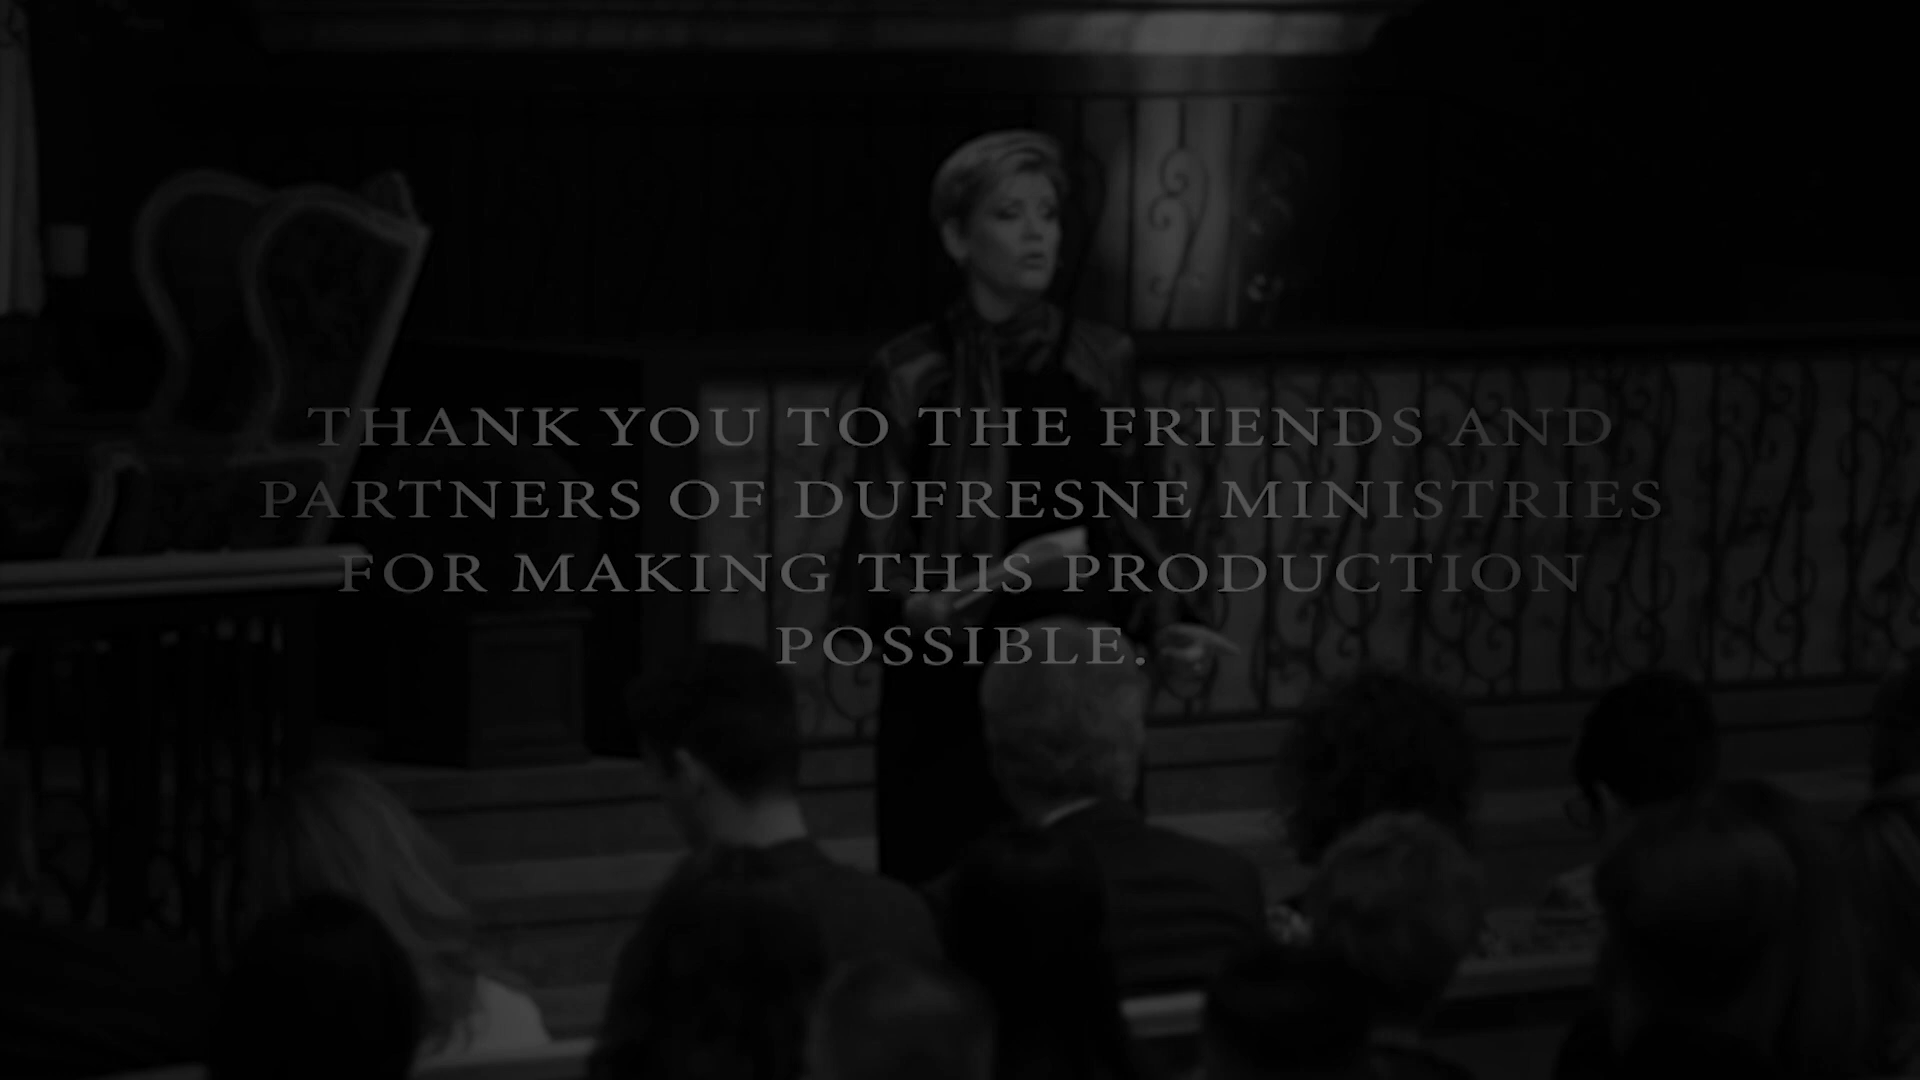 THANK YOU TO THE FRIENDS AND
PARTNERS OF DUFRESNE MINISTRIES
FOR MAKING THIS PRODUCTION
POSSIBLE.